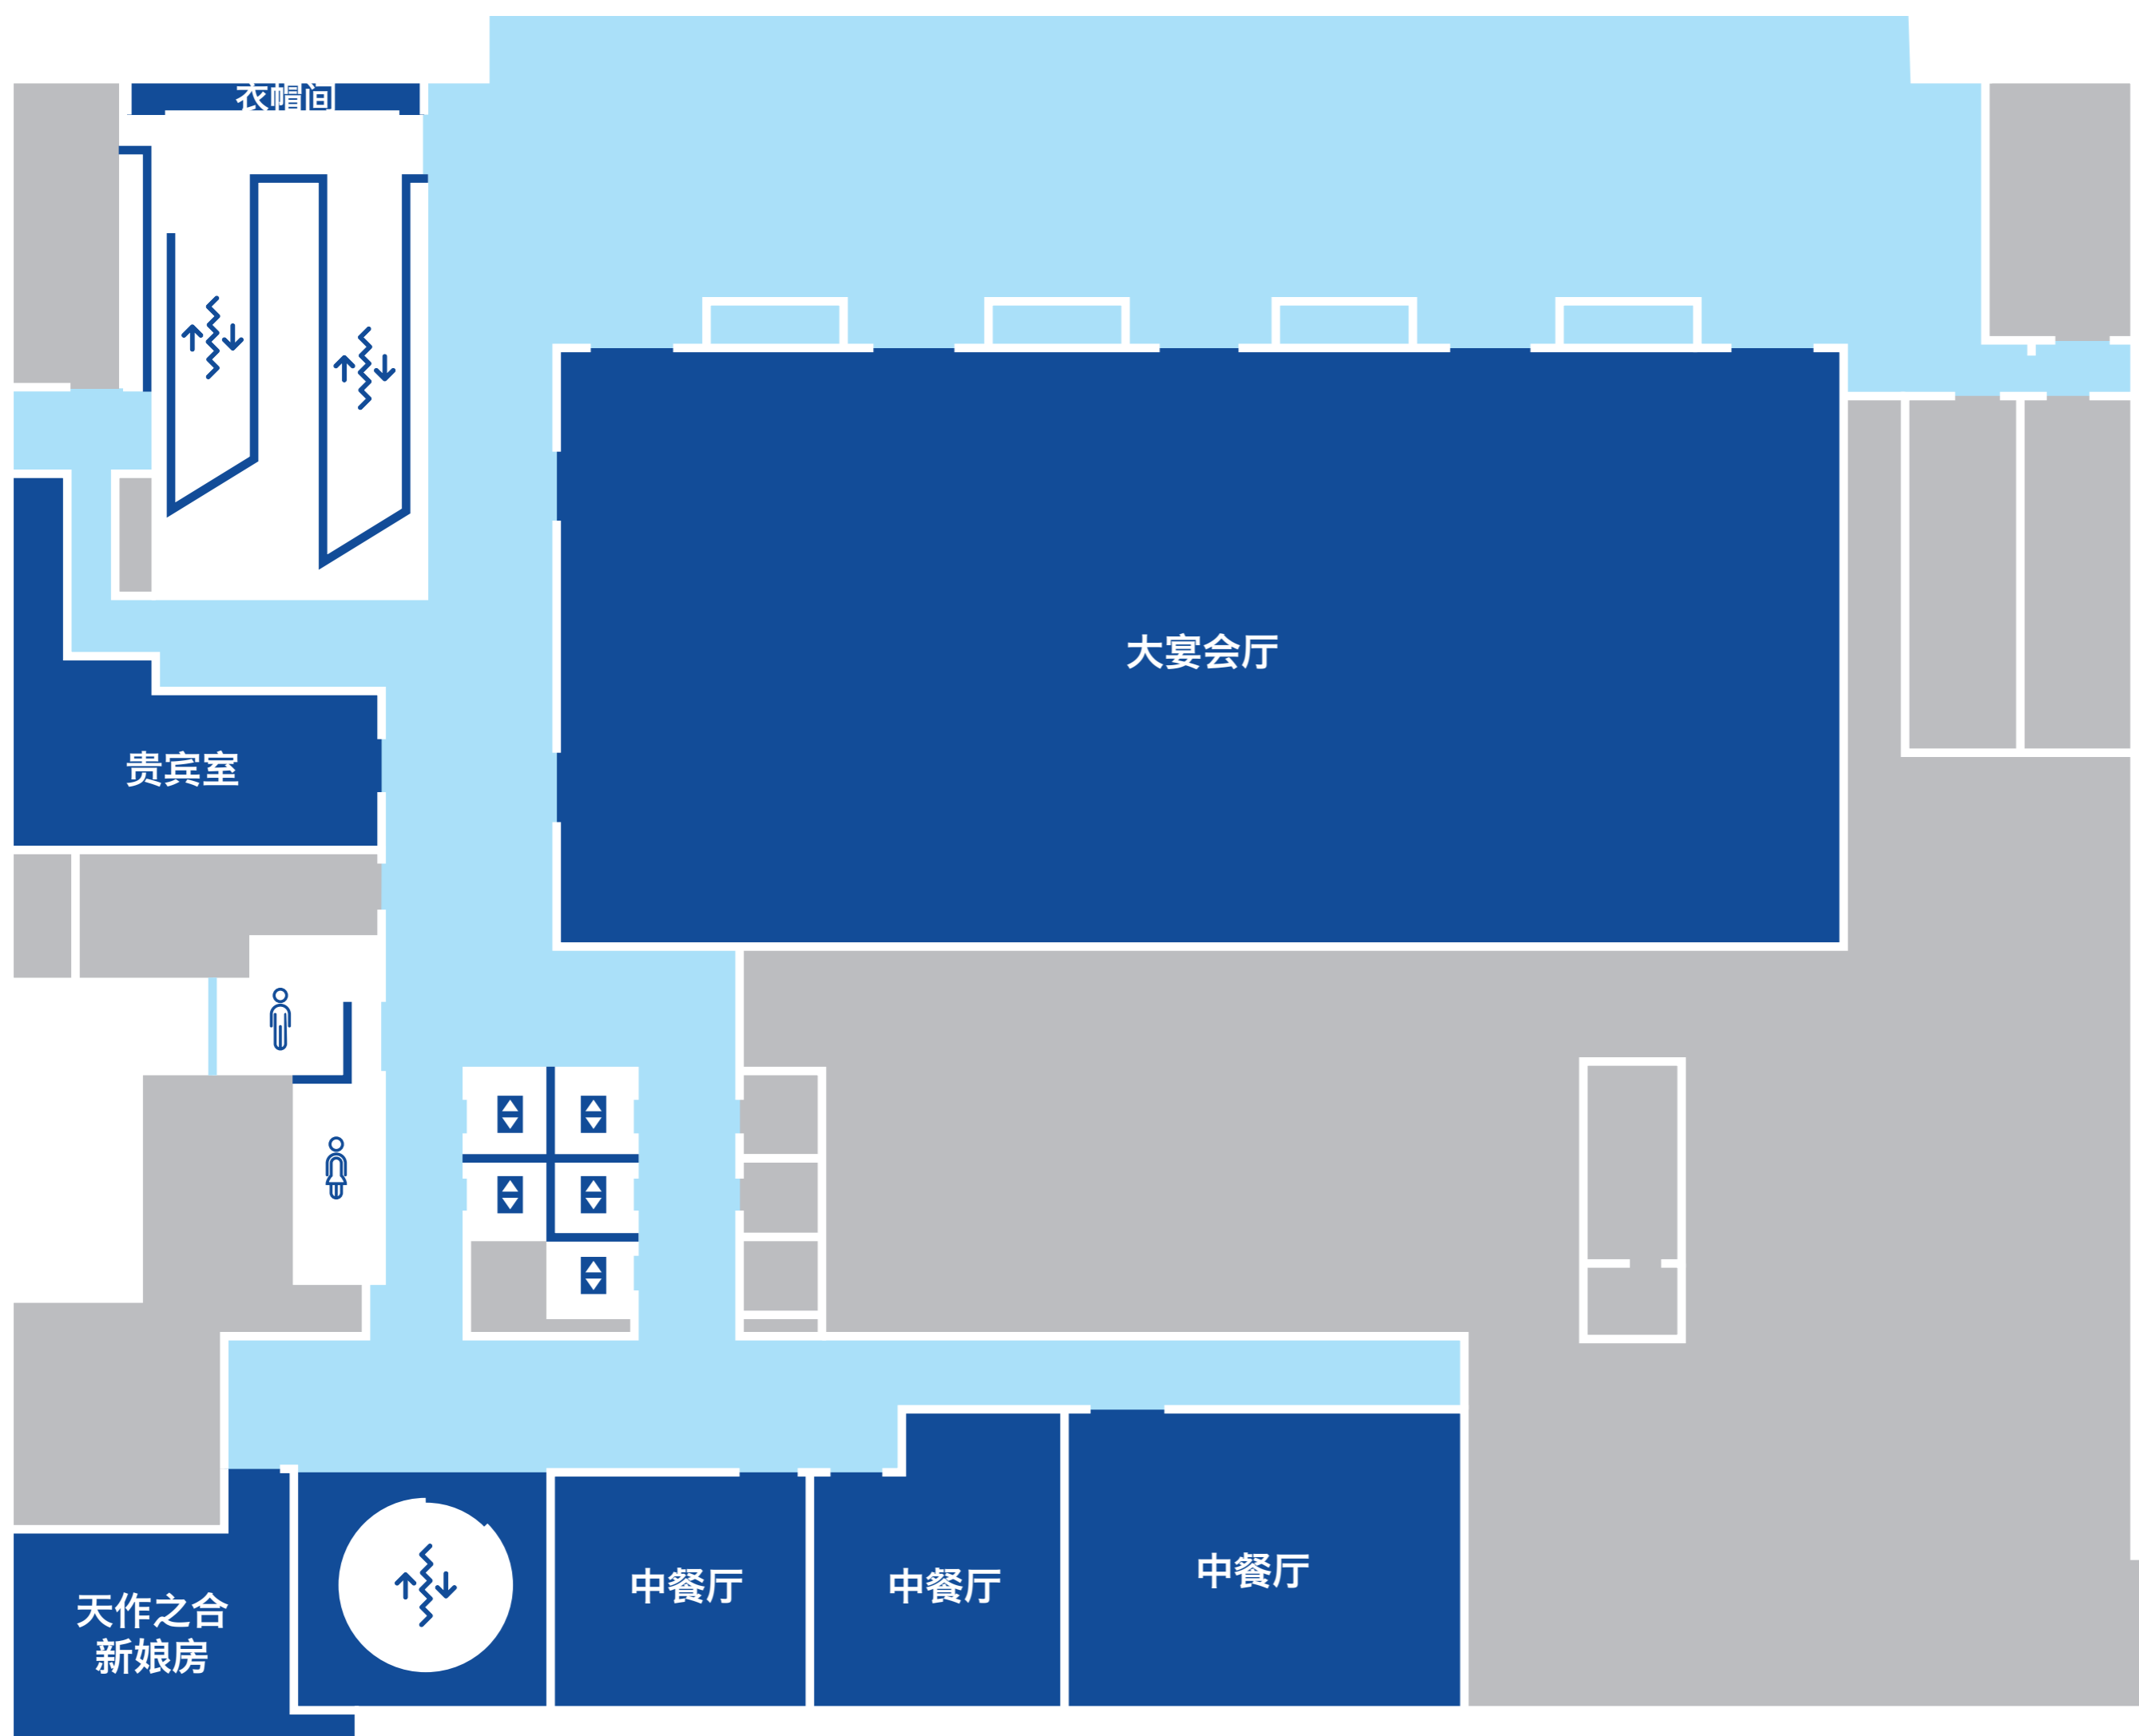 衣帽间
大宴会厅
贵宾室
中餐厅
中餐厅
中餐厅
天作之合
新娘房